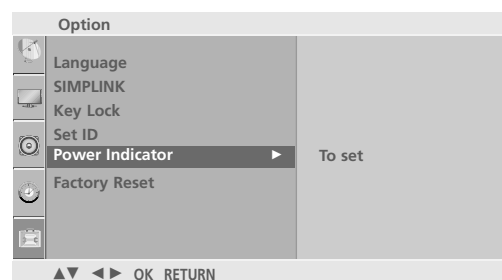 Option
Language
SIMPLINK
Key Lock
Set ID
Power Indicator ► To set
Factory Reset
▲▼ ◄► OK RETURN